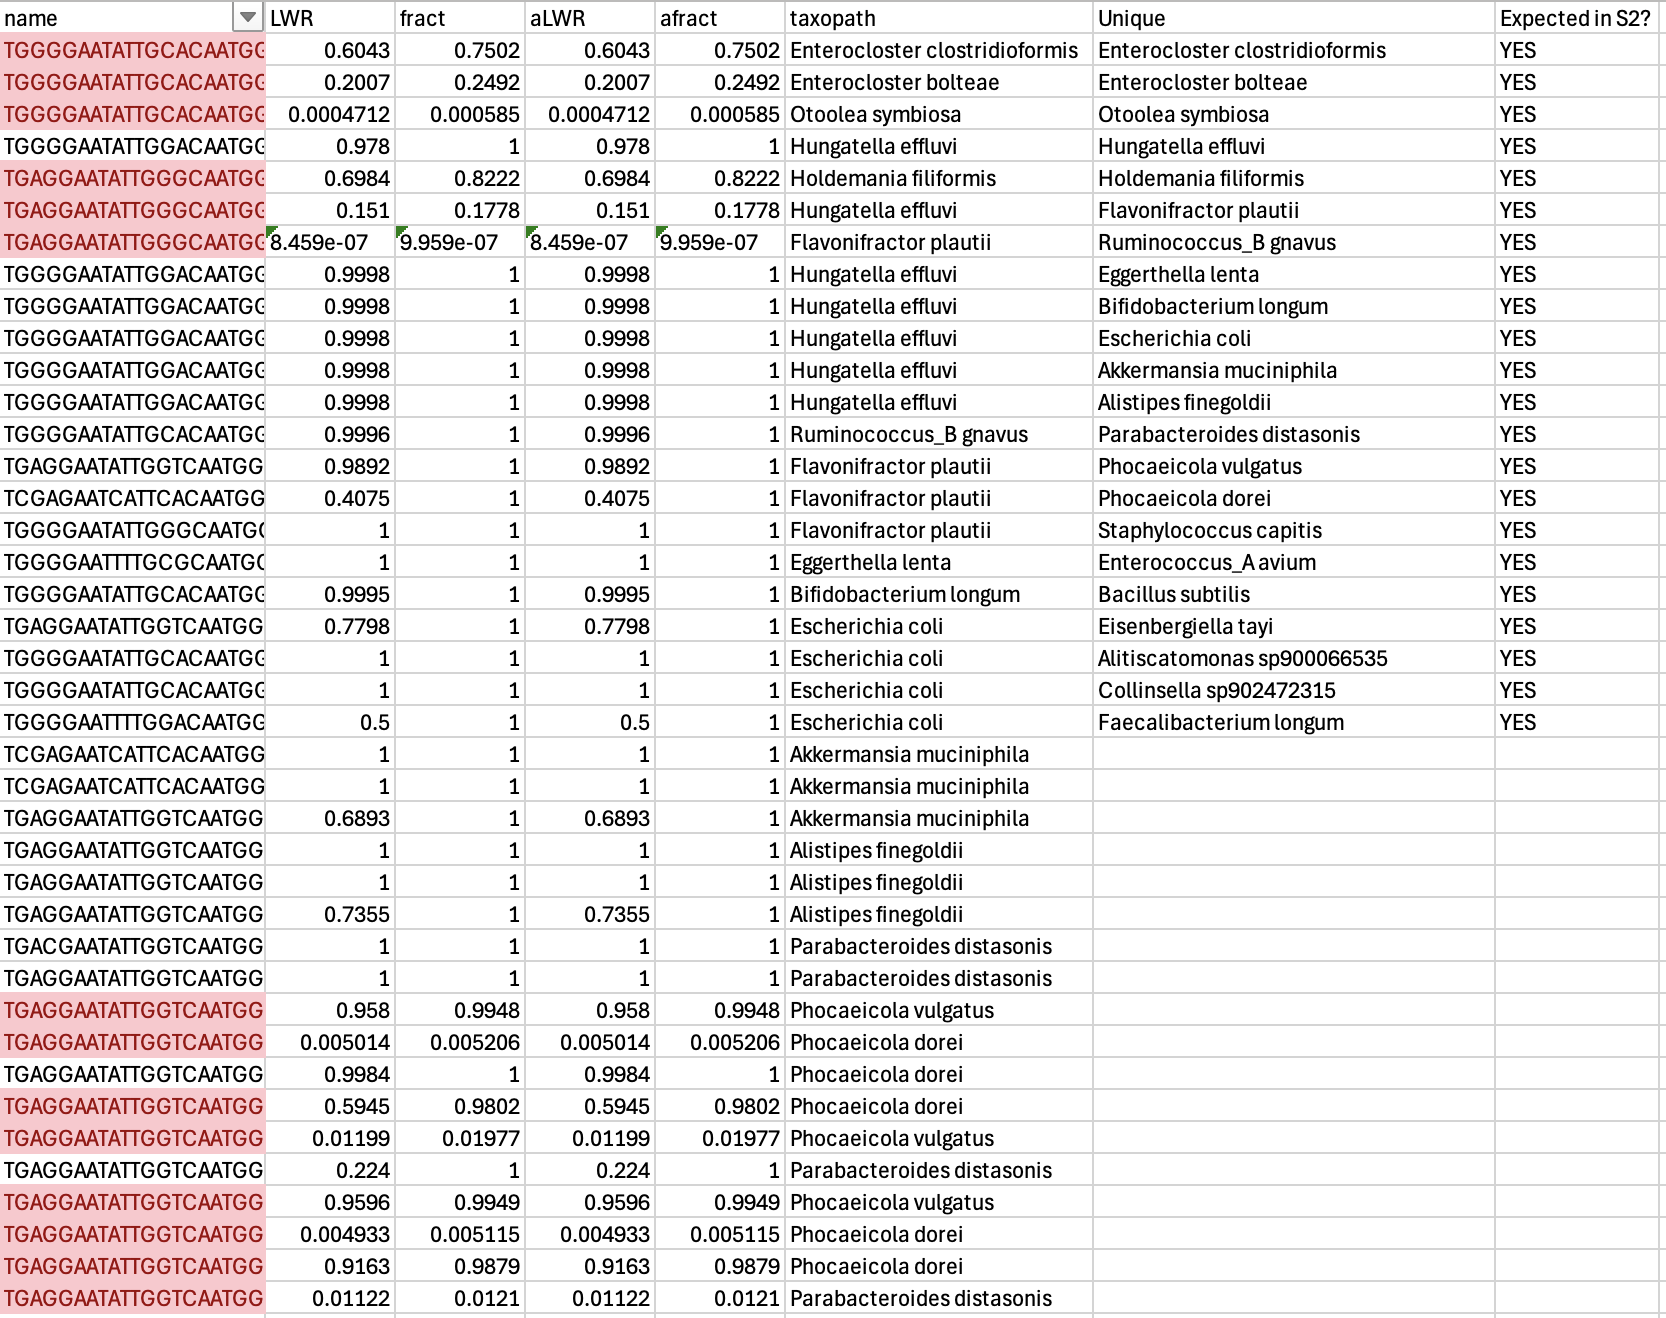 name LWR fract aLWR afract taxopath Unique Expected in S2?
TGGGGAATATTGCACAATGG 0.6043 0.7502 0.6043 0.7502 Enterocloster clostridioformis Enterocloster clostridioformis YES
TGGGGAATATTGCACAATGG 0.2007 0.2492 0.2007 0.2492 Enterocloster bolteae Enterocloster bolteae YES
TGGGGAATATTGCACAATGG 0.0004712 0.000585 0.0004712 0.000585 Otoolea symbiosa Otoolea symbiosa YES
TGGGGAATATTGGACAATGG 0.978 1 0.978 1 Hungatella effluvi Hungatella effluvi YES
TGAGGAATATTGGGCAATGG 0.6984 0.8222 0.6984 0.8222 Holdemania filiformis Holdemania filiformis YES
TGAGGAATATTGGGCAATGG 0.151 0.1778 0.151 0.1778 Hungatella effluvi Flavonifractor plautii YES
TGAGGAATATTGGGCAATGG 8.459e-07 9.959e-07 8.459e-07 9.959e-07 Flavonifractor plautii Ruminococcus_B gnavus YES
TGGGGAATATTGGACAATGG 0.9998 1 0.9998 1 Hungatella effluvi Eggerthella lenta YES
TGGGGAATATTGGACAATGG 0.9998 1 0.9998 1 Hungatella effluvi Bifidobacterium longum YES
TGGGGAATATTGGACAATGG 0.9998 1 0.9998 1 Hungatella effluvi Escherichia coli YES
TGGGGAATATTGGACAATGG 0.9998 1 0.9998 1 Hungatella effluvi Akkermansia muciniphila YES
TGGGGAATATTGGACAATGG 0.9998 1 0.9998 1 Hungatella effluvi Alistipes finegoldii YES
TGGGGAATATTGCACAATGG 0.9996 1 0.9996 1 Ruminococcus_B gnavus Parabacteroides distasonis YES
TGAGGAATATTGGTCAATGG 0.9892 1 0.9892 1 Flavonifractor plautii Phocaeicola vulgatus YES
TCGAGAATCATTCACAATGG 0.4075 1 0.4075 1 Flavonifractor plautii Phocaeicola dorei YES
TGGGGAATATTGGGCAATGG 1 1 1 1 Flavonifractor plautii Staphylococcus capitis YES
TGGGGAATTTTGCGCAATGG 1 1 1 1 Eggerthella lenta Enterococcus_A avium YES
TGGGGAATATTGCACAATGG 0.9995 1 0.9995 1 Bifidobacterium longum Bacillus subtilis YES
TGAGGAATATTGGTCAATGG 0.7798 1 0.7798 1 Escherichia coli Eisenbergiella tayi YES
TGGGGAATATTGCACAATGG 1 1 1 1 Escherichia coli Alitiscatomonas sp900066535 YES
TGGGGAATATTGCACAATGG 1 1 1 1 Escherichia coli Collinsella sp902472315 YES
TGGGGAATTTTGGACAATGG 0.5 1 0.5 1 Escherichia coli Faecalibacterium longum YES
TCGAGAATCATTCACAATGG 1 1 1 1 Akkermansia muciniphila
TCGAGAATCATTCACAATGG 1 1 1 1 Akkermansia muciniphila
TGAGGAATATTGGTCAATGG 0.6893 1 0.6893 1 Akkermansia muciniphila
TGAGGAATATTGGTCAATGG 1 1 1 1 Alistipes finegoldii
TGAGGAATATTGGTCAATGG 1 1 1 1 Alistipes finegoldii
TGAGGAATATTGGTCAATGG 0.7355 1 0.7355 1 Alistipes finegoldii
TGACGAATATTGGTCAATGG 1 1 1 1 Parabacteroides distasonis
TGAGGAATATTGGTCAATGG 1 1 1 1 Parabacteroides distasonis
TGAGGAATATTGGTCAATGG 0.958 0.9948 0.958 0.9948 Phocaeicola vulgatus
TGAGGAATATTGGTCAATGG 0.005014 0.005206 0.005014 0.005206 Phocaeicola dorei
TGAGGAATATTGGTCAATGG 0.9984 1 0.9984 1 Phocaeicola dorei
TGAGGAATATTGGTCAATGG 0.5945 0.9802 0.5945 0.9802 Phocaeicola dorei
TGAGGAATATTGGTCAATGG 0.01199 0.01977 0.01199 0.01977 Phocaeicola vulgatus
TGAGGAATATTGGTCAATGG 0.224 1 0.224 1 Parabacteroides distasonis
TGAGGAATATTGGTCAATGG 0.9596 0.9949 0.9596 0.9949 Phocaeicola vulgatus
TGAGGAATATTGGTCAATGG 0.004933 0.005115 0.004933 0.005115 Phocaeicola dorei
TGAGGAATATTGGTCAATGG 0.9163 0.9879 0.9163 0.9879 Phocaeicola dorei
TGAGGAATATTGGTCAATGG 0.01122 0.0121 0.01122 0.0121 Parabacteroides distasonis